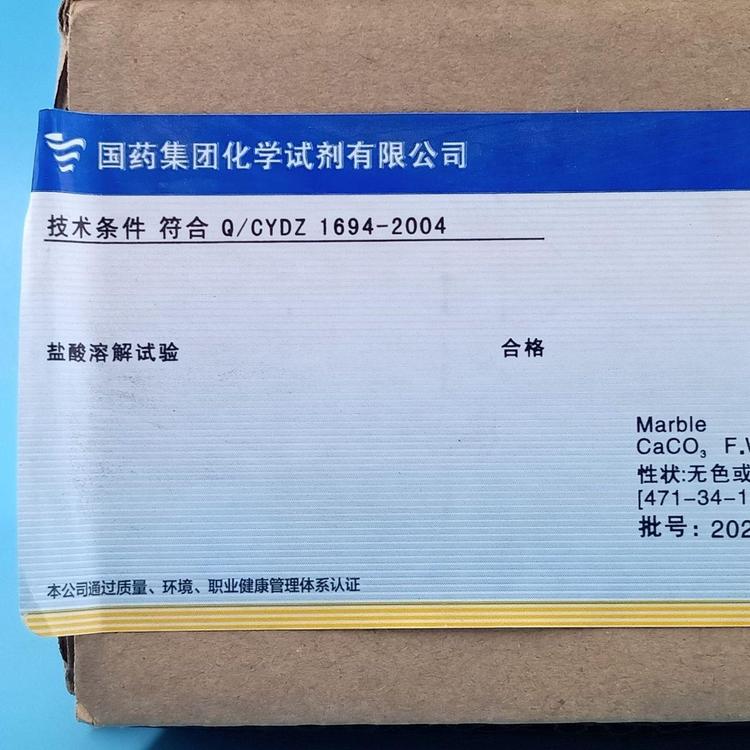 国药集团化学试剂有限公司
技术条件 符合 Q/CYDZ 1694-2004
盐酸溶解试验 合格
Marble
CaCO₃ F.
性状:无色或
[471-34-1
批号: 202
本公司通过质量、环境、职业健康管理体系认证